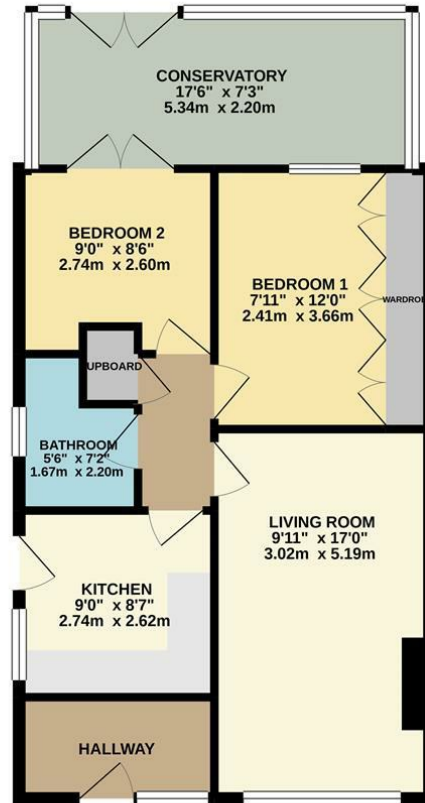 CONSERVATORY
17'6" x 7'3"
5.34m x 2.20m
BEDROOM 2
9'0" x 8'6"
2.74m x 2.60m
BEDROOM 1
7'11" x 12'0"
2.41m x 3.66m
WARDROB
UPBOARD
BATHROOM
5'6" x 7'2"
1.67m x 2.20m
LIVING ROOM
9'11" x 17'0"
3.02m x 5.19m
KITCHEN
9'0" x 8'7"
2.74m x 2.62m
HALLWAY